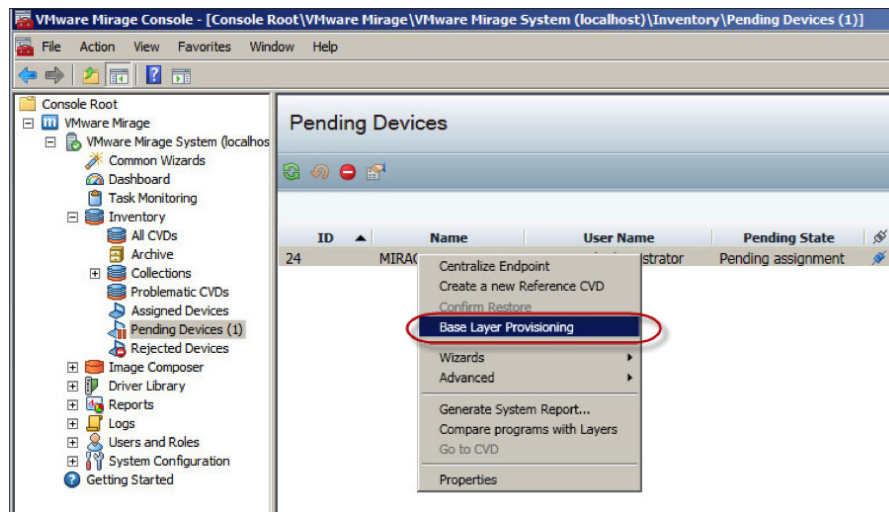 VMware Mirage Console - [Console Root\VMware Mirage\VMware Mirage System (localhost)\Inventory\Pending Devices (1)]
File Action View Favorites Window Help
Console Root
VMware Mirage
VMware Mirage System (localhos
Common Wizards
Dashboard
Task Monitoring
Inventory
All CVDs
Archive
Collections
Problematic CVDs
Assigned Devices
Pending Devices (1)
Rejected Devices
Image Composer
Driver Library
Reports
Logs
Users and Roles
System Configuration
Getting Started
Pending Devices
ID Name User Name Pending State
24 MIRAG strator Pending assignment
Centralize Endpoint
Create a new Reference CVD
Confirm Restore
Base Layer Provisioning
Wizards
Advanced
Generate System Report...
Compare programs with Layers
Go to CVD
Properties